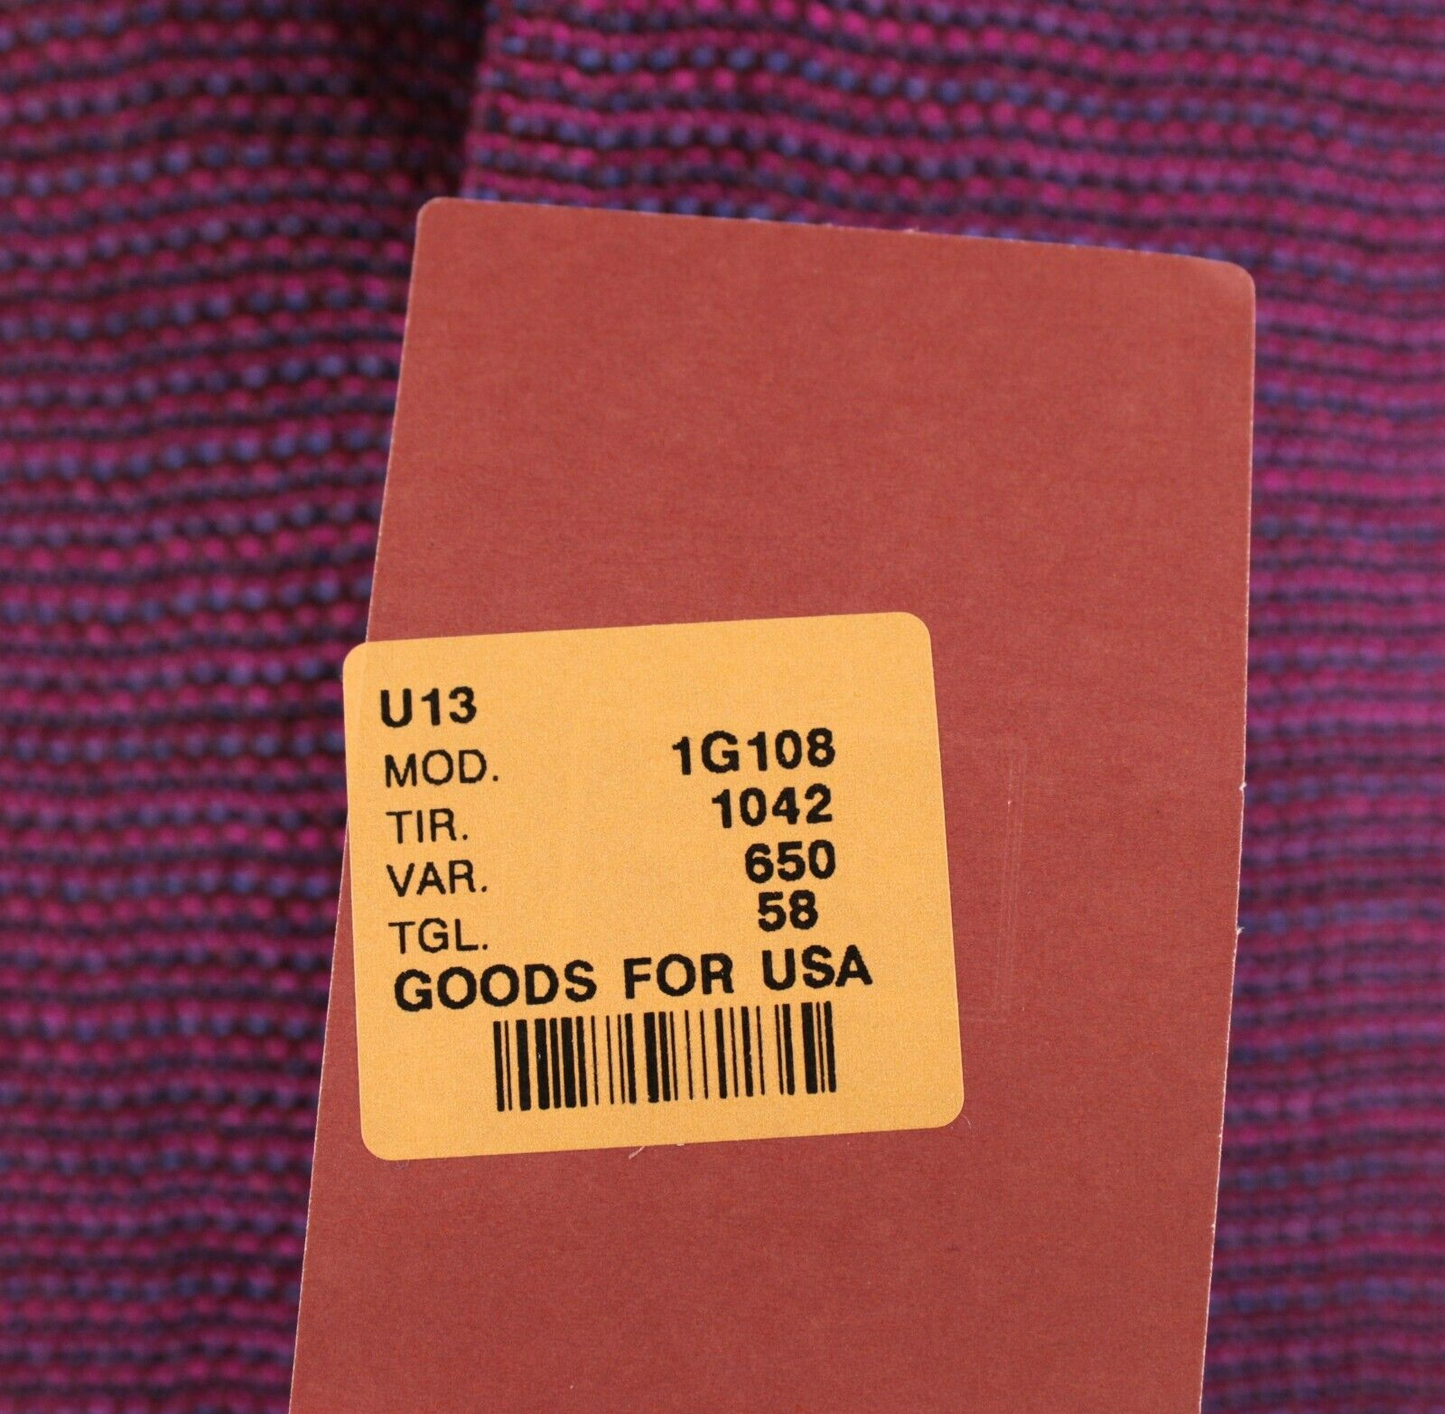 U13
MOD. 1G108
TIR. 1042
VAR. 650
TGL. 58
GOODS FOR USA